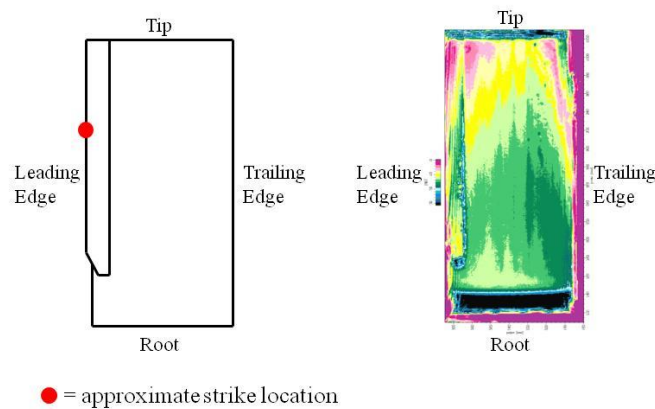 Tip
Tip
Leading
Edge
Trailing
Edge
Leading
Edge
Trailing
Edge
Root
Root
= approximate strike location